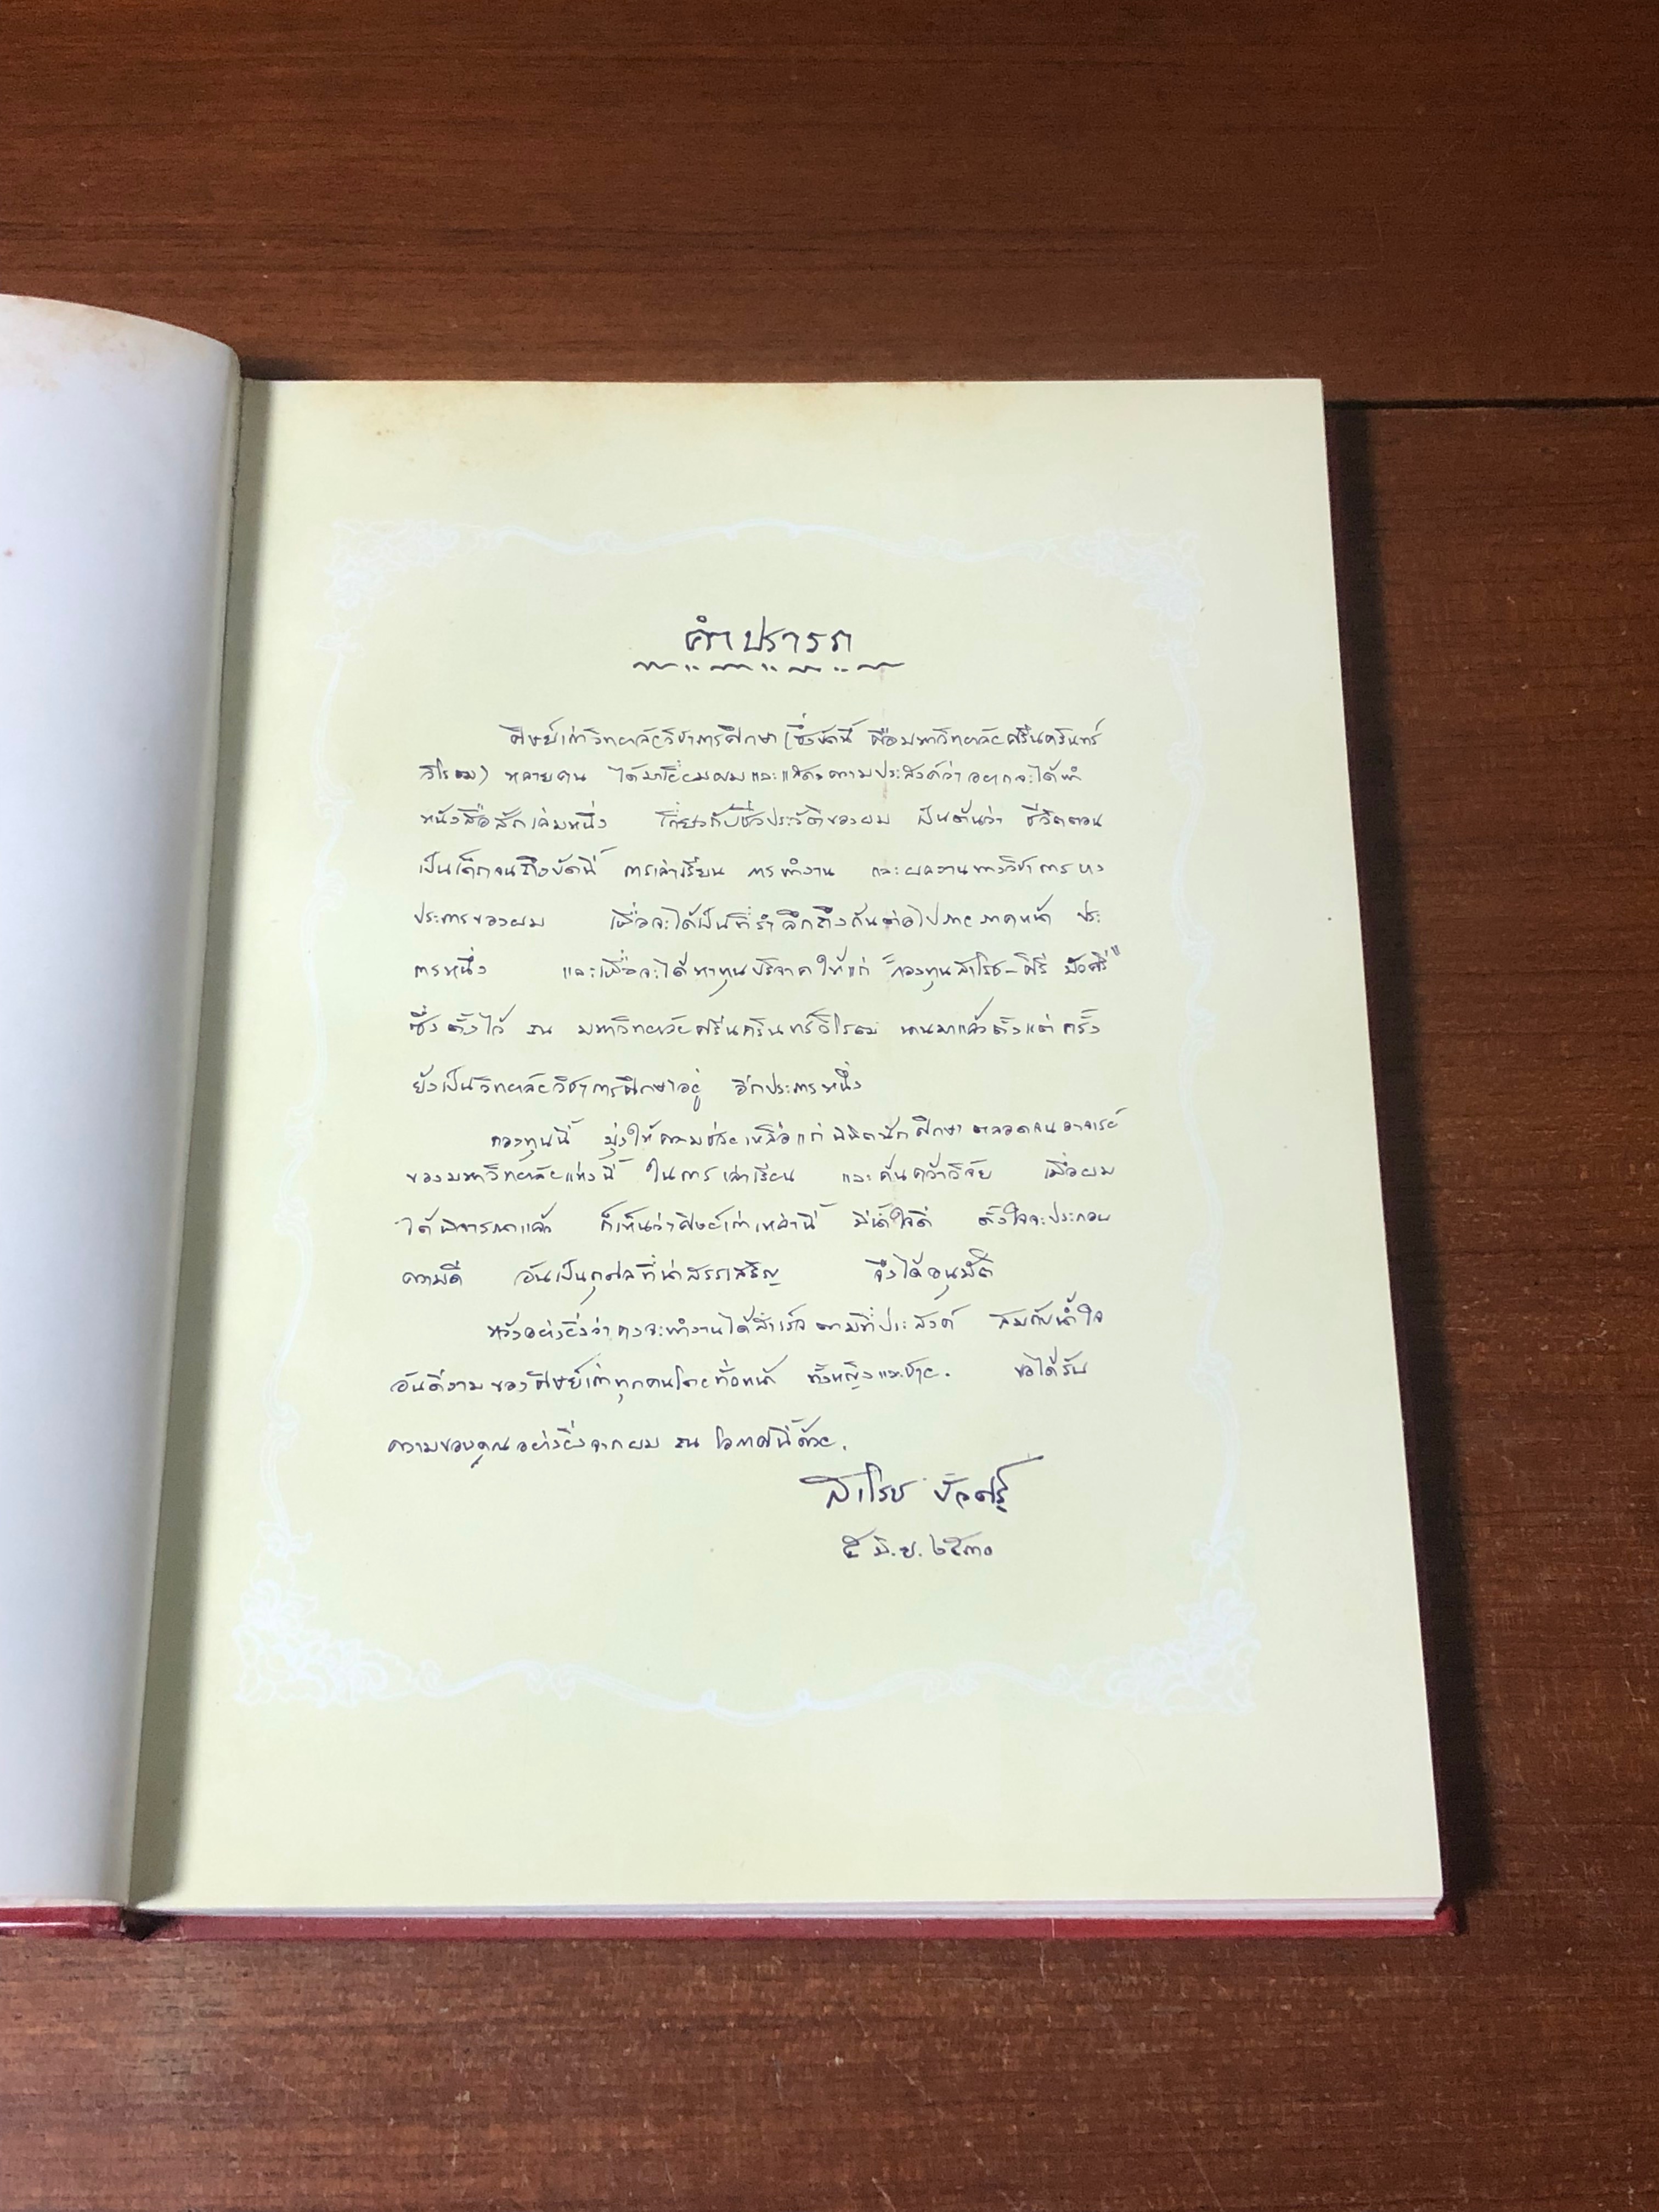 คำปรารภ
ศิษย์เก่าวิทยาลัยวิชาการศึกษา (ซึ่งบัดนี้ คือมหาวิทยาลัยศรีนครินทร์
วิโรฒ) หลายคน ได้มาเยี่ยมผมและแสดงความประสงค์ว่าอยากจะได้ทำ
หนังสือสักเล่มหนึ่ง เกี่ยวกับชีวประวัติของผม เป็นต้นว่า ชีวิตตอน
เป็นเด็กจนถึงบัดนี้ การเล่าเรียน การทำงาน และผลงานทางวิชาการบาง
ประการของผม เพื่อจะได้เป็นที่รำลึกถึงกันต่อไปภายภาคหน้า ประ
การหนึ่ง และเพื่อจะได้หาทุนบริจาคให้แก่ "กองทุนสาโรช-ศิริ บัวศรี"
ซึ่งตั้งไว้ ณ มหาวิทยาลัยศรีนครินทรวิโรฒ นานมาแล้วตั้งแต่ครั้ง
ยังเป็นวิทยาลัยวิชาการศึกษาอยู่ อีกประการหนึ่ง
กองทุนนี้ มุ่งให้ความช่วยเหลือแก่นิสิตนักศึกษาตลอดจนอาจารย์
ของมหาวิทยาลัยแห่งนี้ ในการเล่าเรียน และค้นคว้าวิจัย เมื่อผม
ได้พิจารณาแล้ว ก็เห็นว่าศิษย์เก่าเหล่านี้ มีน้ำใจดี ตั้งใจจะประกอบ
ความดี อันเป็นกุศลที่น่าสรรเสริญ จึงได้อนุมัติ
หวังอย่างยิ่งว่าคงจะทำงานได้สำเร็จตามที่ประสงค์ สมกับน้ำใจ
อันดีงามของศิษย์เก่าทุกคนโดยทั่วหน้า ทั้งหญิงและชาย. ขอได้รับ
ความขอบคุณอย่างยิ่งจากผม ณ โอกาสนี้ด้วย.
สาโรช บัวศรี
๕ มิ.ย. ๒๕๓๐